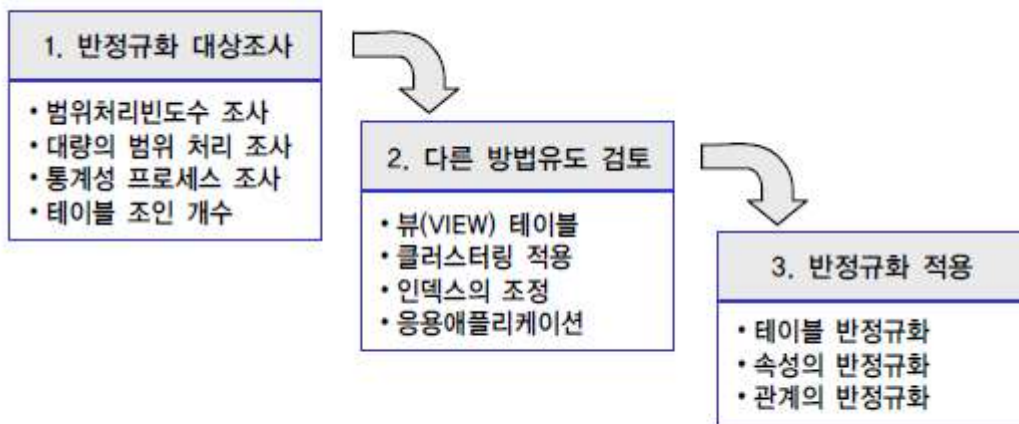 1. 반정규화 대상조사
• 범위처리빈도수 조사
• 대량의 범위 처리 조사
• 통계성 프로세스 조사
• 테이블 조인 개수
2. 다른 방법유도 검토
• 뷰(VIEW) 테이블
• 클러스터링 적용
• 인덱스의 조정
• 응용애플리케이션
3. 반정규화 적용
• 테이블 반정규화
• 속성의 반정규화
• 관계의 반정규화